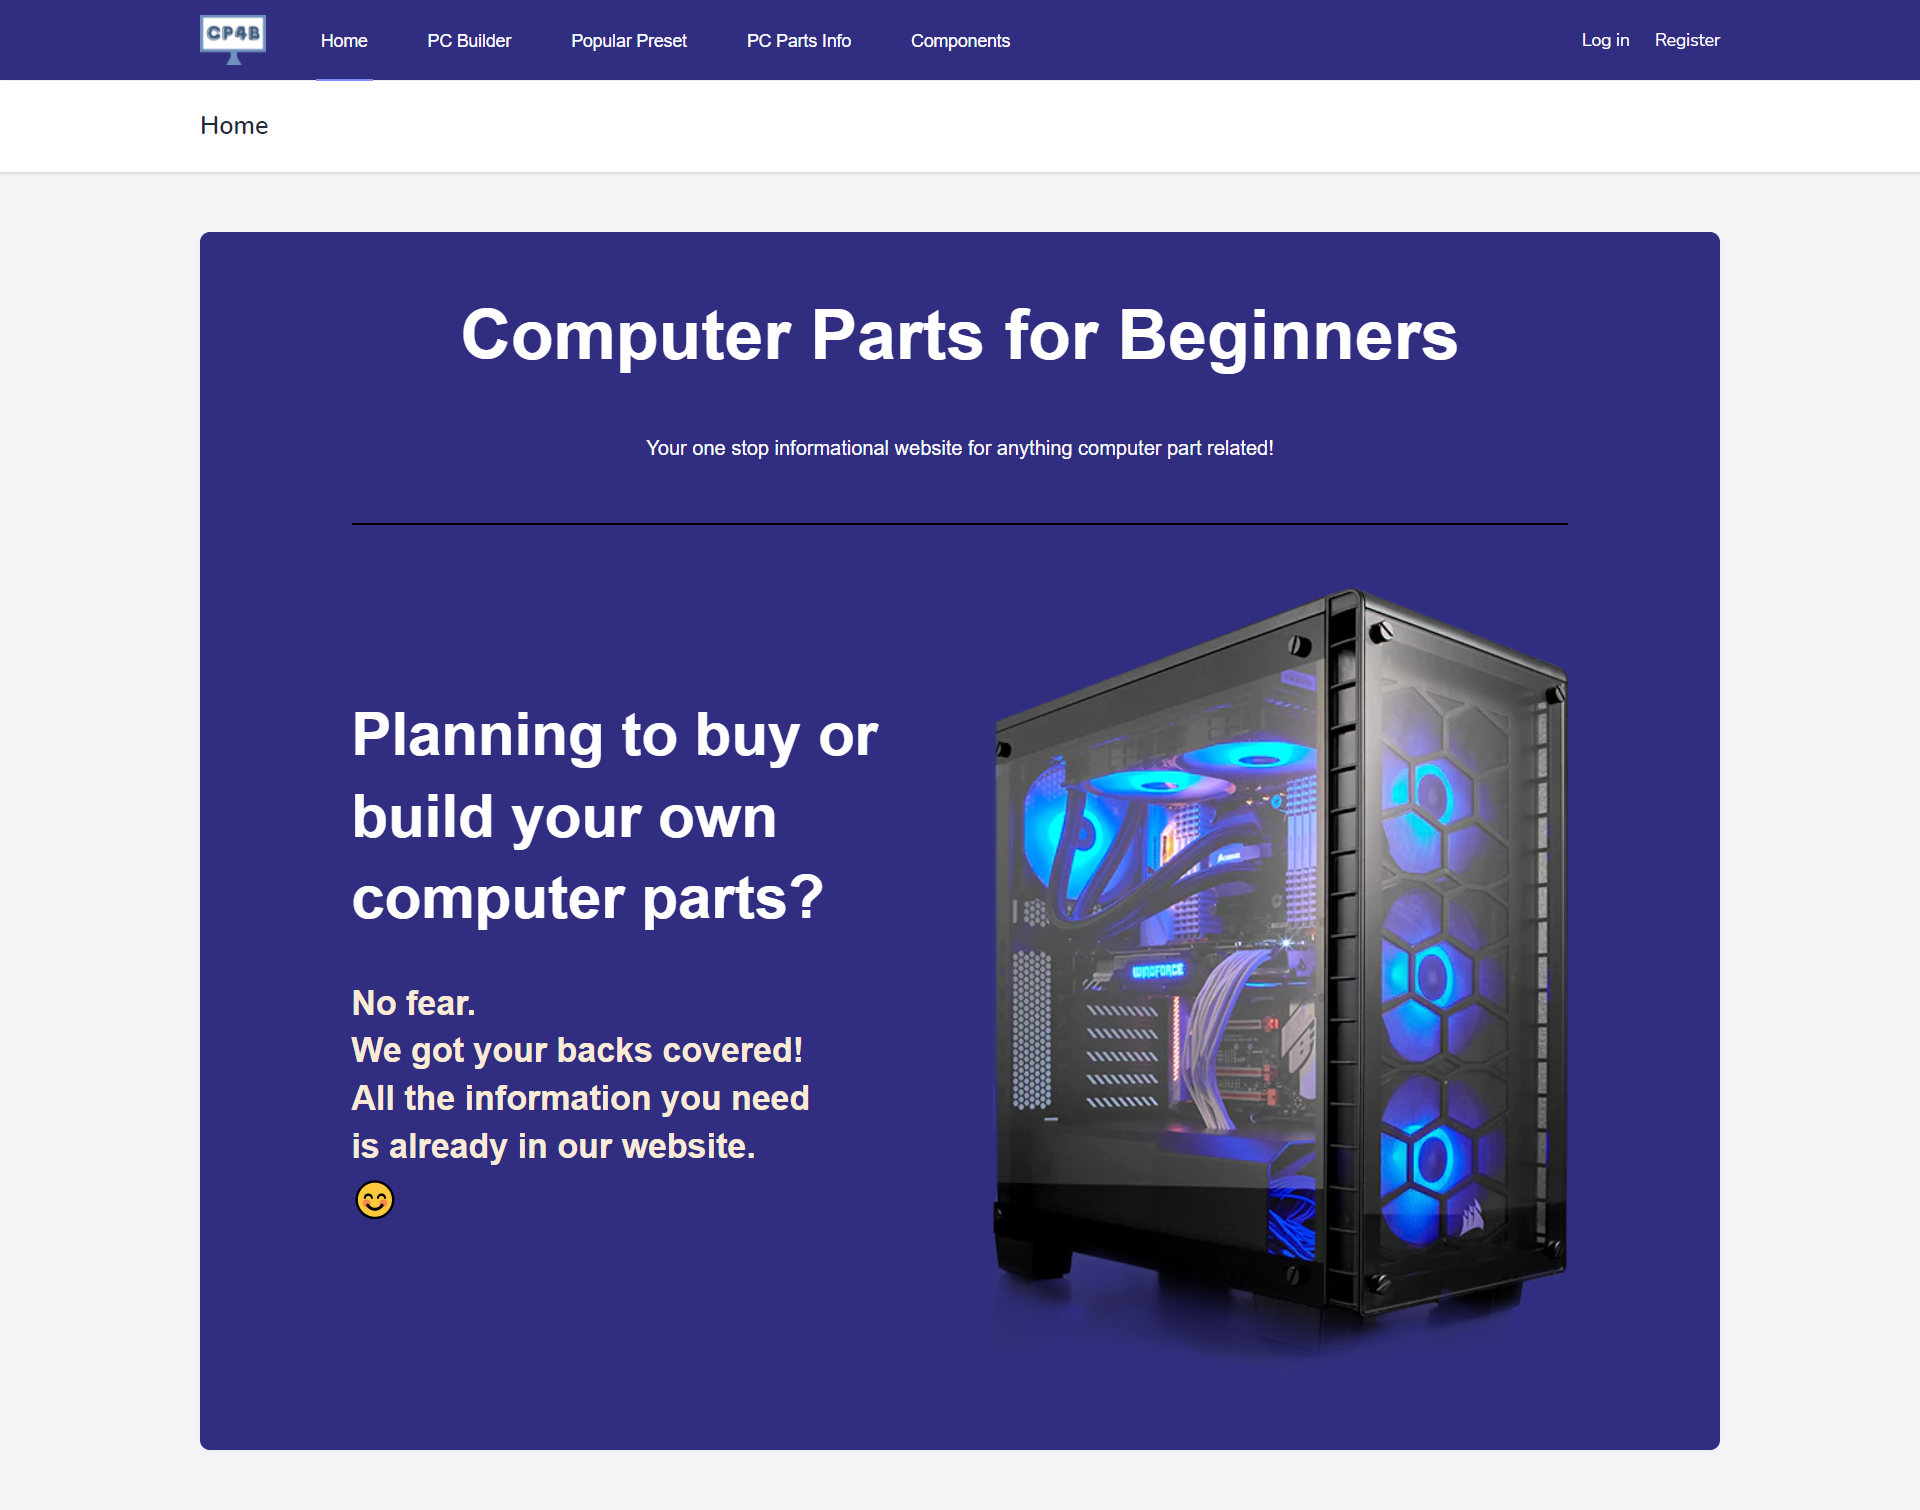 CP4B
Home
PC Builder
Popular Preset
PC Parts Info
Components
Log in
Register
Home
Computer Parts for Beginners
Your one stop informational website for anything computer part related!
Planning to buy or
build your own
computer parts?
No fear.
We got your backs covered!
All the information you need
is already in our website.
WINDFORCE